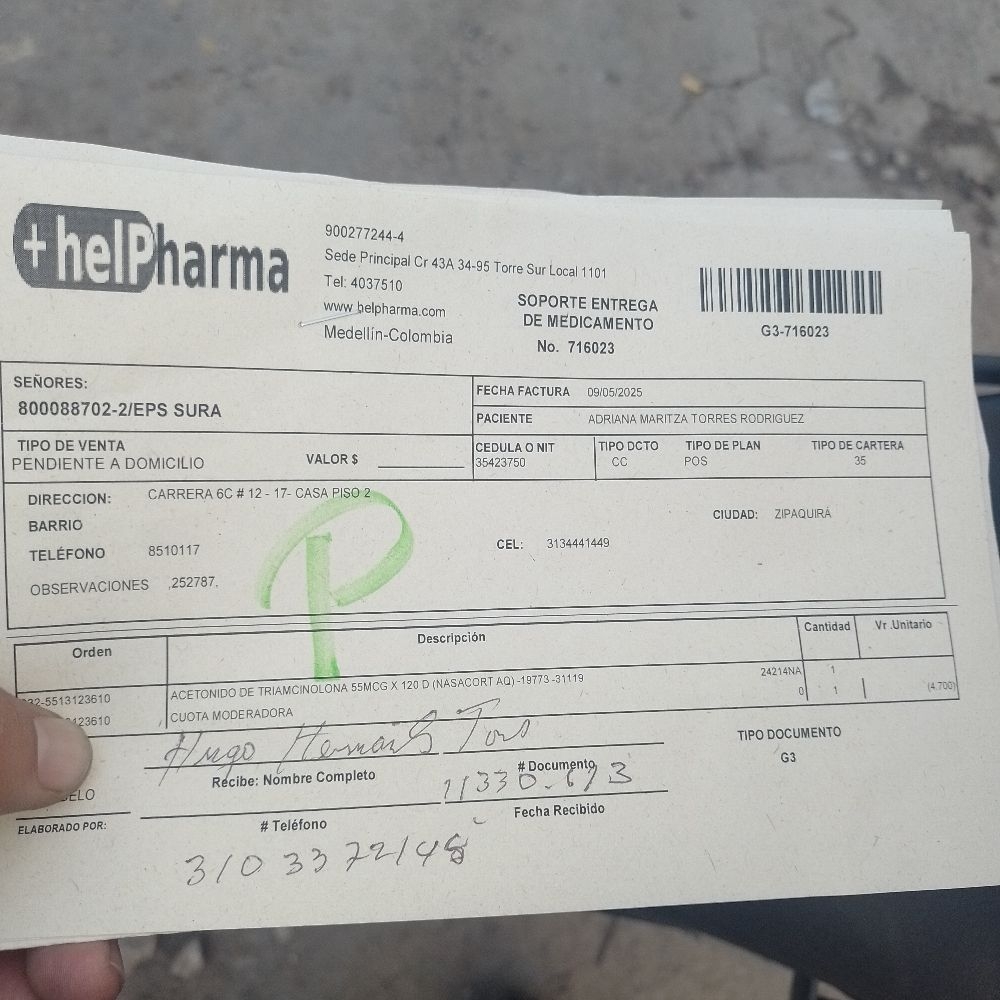 +helPharma
900277244-4
Sede Principal Cr 43A 34-95 Torre Sur Local 1101
Tel: 4037510
www.helpharma.com
Medellín-Colombia
SOPORTE ENTREGA
DE MEDICAMENTO
No. 716023
G3-716023
SEÑORES:
800088702-2/EPS SURA
FECHA FACTURA 09/05/2025
PACIENTE ADRIANA MARITZA TORRES RODRIGUEZ
TIPO DE VENTA
PENDIENTE A DOMICILIO
VALOR $
CEDULA O NIT TIPO DCTO TIPO DE PLAN TIPO DE CARTERA
35423750 CC POS 35
DIRECCION: CARRERA 6C # 12 - 17- CASA PISO 2
BARRIO
CIUDAD: ZIPAQUIRÁ
TELÉFONO 8510117
CEL: 3134441449
OBSERVACIONES ,252787,
P
Orden Descripción Cantidad Vr .Unitario
32-5513123610 ACETONIDO DE TRIAMCINOLONA 55MCG X 120 D (NASACORT AQ) -19773 -31119 24214NA 1
123610 CUOTA MODERADORA 0 1 (4.700)
Hugo
Recibe: Nombre Completo
# Documento
TIPO DOCUMENTO
G3
ELO
ELABORADO POR:
# Teléfono
Fecha Recibido